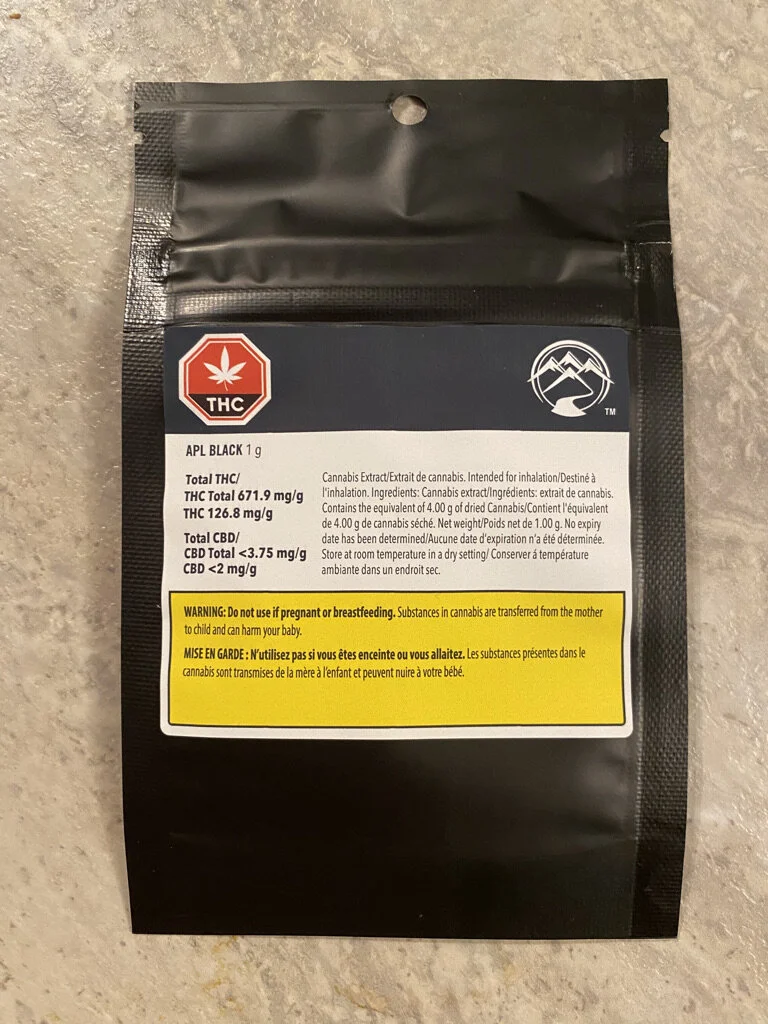 THC
TM
APL BLACK 1 g
Total THC/
THC Total 671.9 mg/g
THC 126.8 mg/g
Total CBD/
CBD Total <3.75 mg/g
CBD <2 mg/g
Cannabis Extract/Extrait de cannabis. Intended for inhalation/Destiné à
l'inhalation. Ingredients: Cannabis extract/Ingrédients: extrait de cannabis.
Contains the equivalent of 4.00 g of dried Cannabis/Contient l'équivalent
de 4.00 g de cannabis séché. Net weight/Poids net de 1.00 g. No expiry
date has been determined/Aucune date d'expiration n'a été déterminée.
Store at room temperature in a dry setting/ Conserver á température
ambiante dans un endroit sec.
WARNING: Do not use if pregnant or breastfeeding. Substances in cannabis are transferred from the mother
to child and can harm your baby.
MISE EN GARDE : N'utilisez pas si vous êtes enceinte ou vous allaitez. Les substances présentes dans le
cannabis sont transmises de la mère à l'enfant et peuvent nuire à votre bébé.